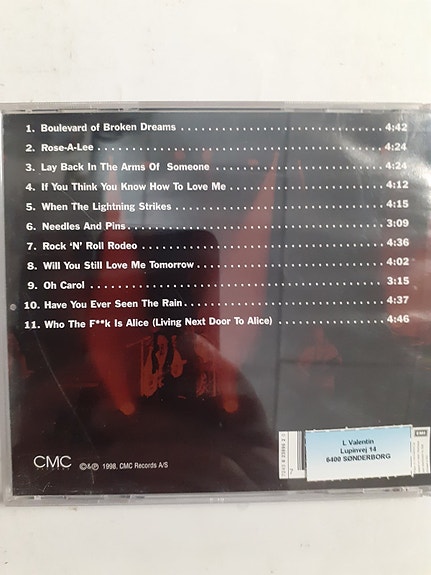 1. Boulevard of Broken Dreams 4:42
2. Rose-A-Lee 4:24
3. Lay Back In The Arms Of Someone 4:24
4. If You Think You Know How To Love Me 4:12
5. When The Lightning Strikes 4:15
6. Needles And Pins 3:09
7. Rock 'N' Roll Rodeo 4:36
8. Will You Still Love Me Tomorrow 4:02
9. Oh Carol 3:15
10. Have You Ever Seen The Rain 4:37
11. Who The F**k Is Alice (Living Next Door To Alice) 4:46
CMC
©&℗ 1998. CMC Records A/S
L Valentin
Lupinvej 14
6400 SØNDERBORG
EMI